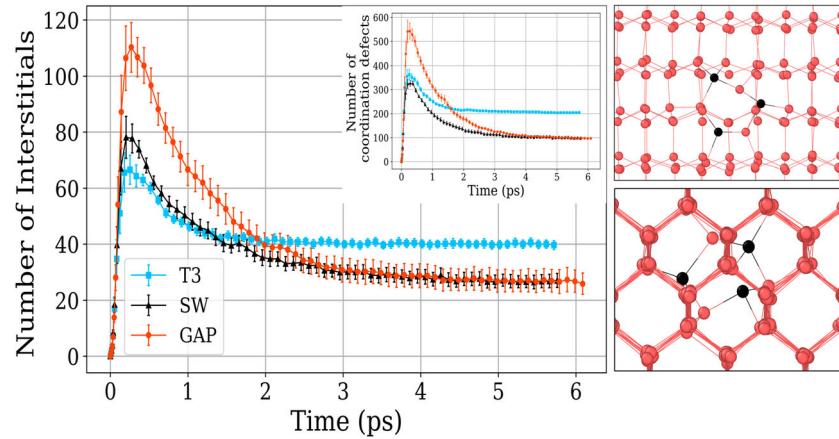 120
100
80
60
40
20
0
Number of Interstitials
0 1 2 3 4 5 6
Time (ps)
T3
SW
GAP
600
500
400
300
200
100
0
Number of
coordination defects
0 1 2 3 4 5 6
Time (ps)